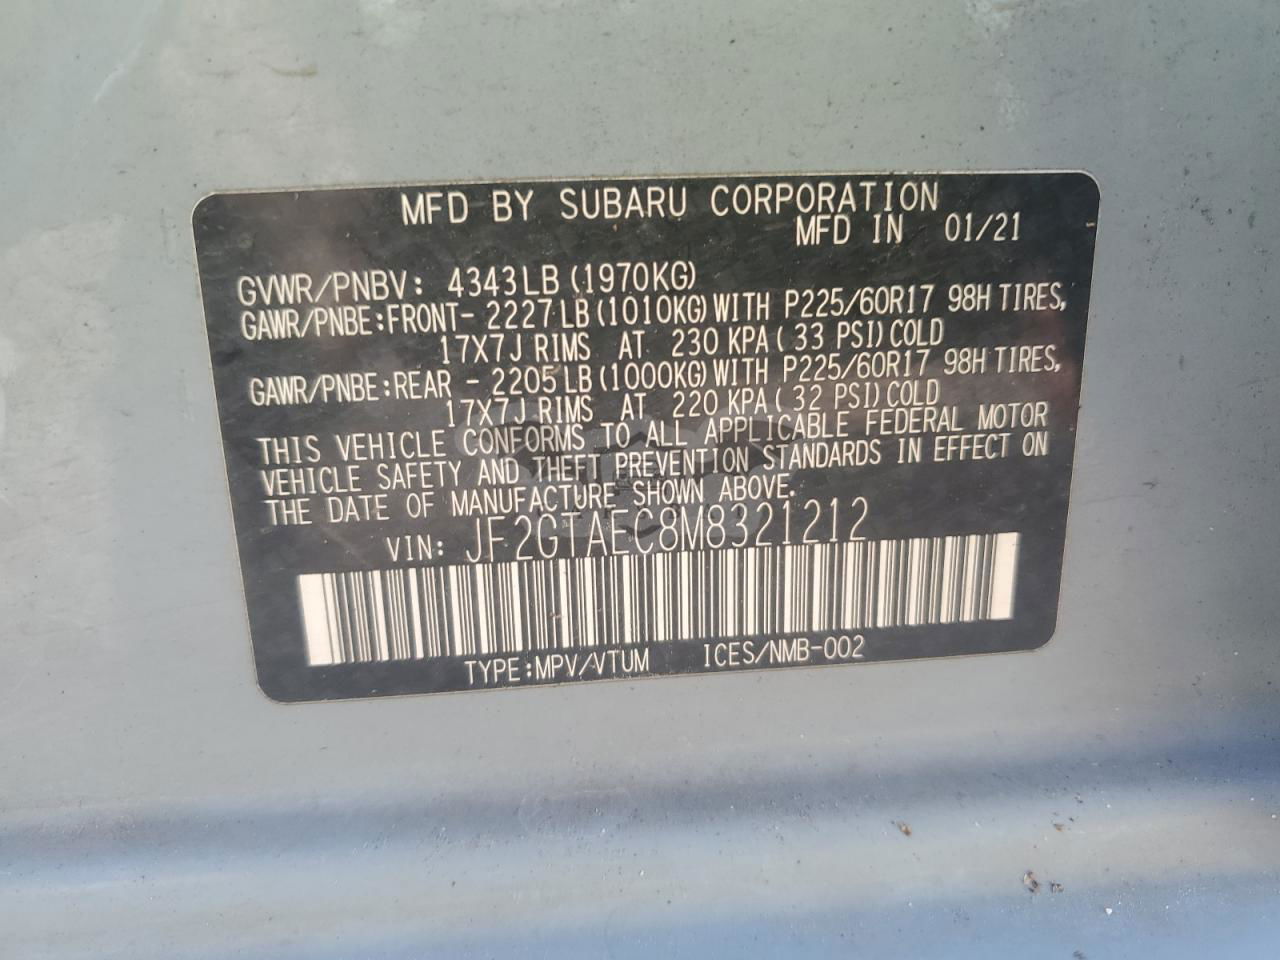 MFD BY SUBARU CORPORATION
MFD IN 01/21
GVWR/PNBV: 4343LB (1970KG)
GAWR/PNBE:FRONT- 2227LB (1010KG) WITH P225/60R17 98H TIRES,
17X7J RIMS AT 230 KPA ( 33 PSI) COLD
GAWR/PNBE:REAR - 2205LB (1000KG) WITH P225/60R17 98H TIRES,
17X7J RIMS AT 220 KPA ( 32 PSI) COLD
THIS VEHICLE CONFORMS TO ALL APPLICABLE FEDERAL MOTOR
VEHICLE SAFETY AND THEFT PREVENTION STANDARDS IN EFFECT ON
THE DATE OF MANUFACTURE SHOWN ABOVE.
VIN: JF2GTAEC8M8321212
TYPE:MPV/VTUM ICES/NMB-002